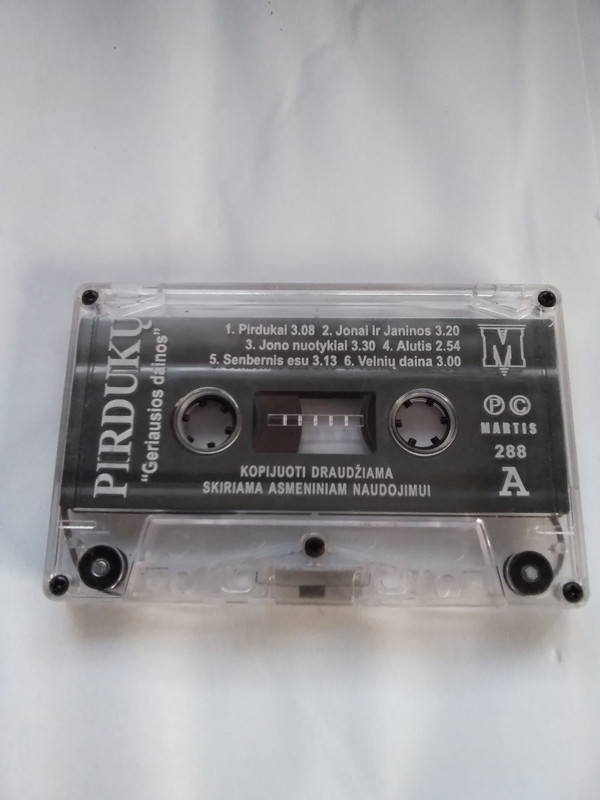 PIRDUKŲ
"Geriausios dainos"
1. Pirdukai 3.08 2. Jonai ir Janinos 3.20
3. Jono nuotykiai 3.30 4. Alutis 2.54
5. Senbernis esu 3.13 6. Velnių daina 3.00
M
Ⓟ Ⓒ
MARTIS
288
A
KOPIJUOTI DRAUDŽIAMA
SKIRIAMA ASMENINIAM NAUDOJIMUI